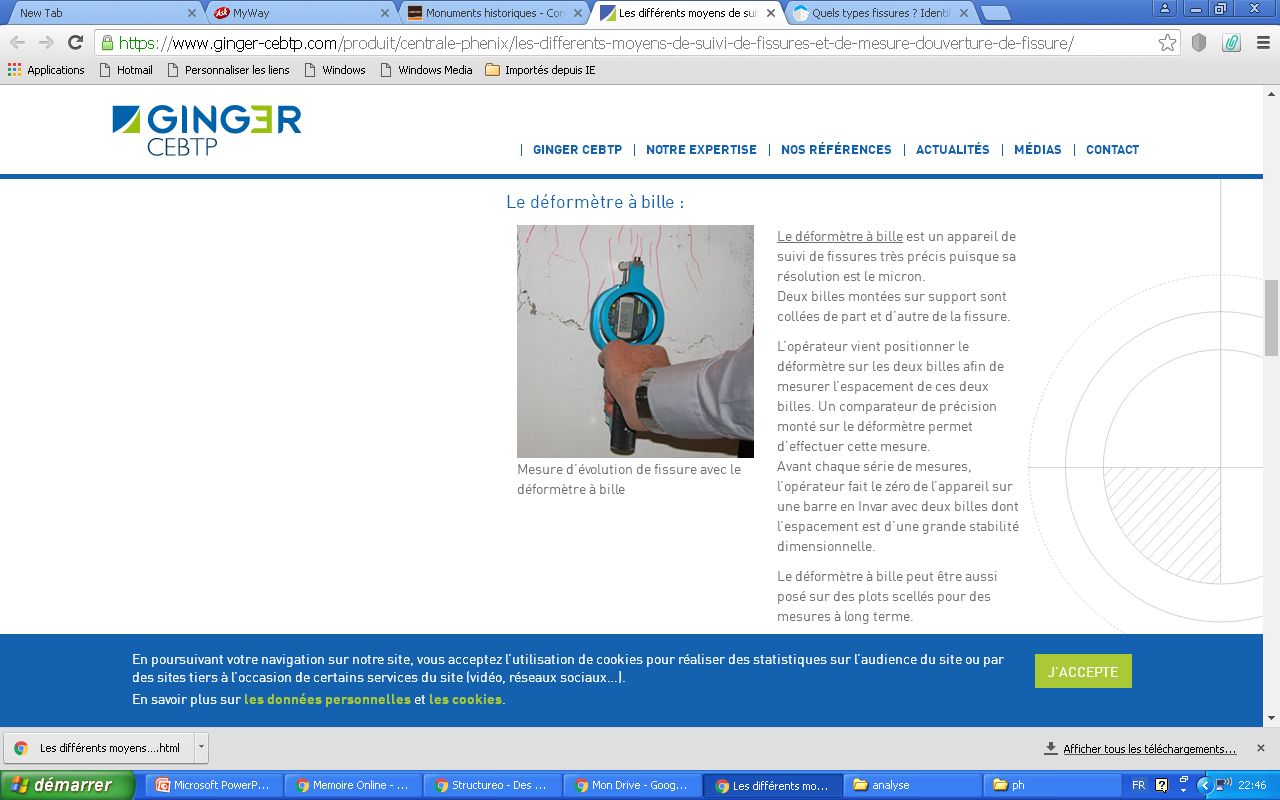 New Tab
MyWay
Monuments historiques - Con
Les différents moyens de sui
Quels types fissures ? Identif
https://www.ginger-cebtp.com/produit/centrale-phenix/les-differents-moyens-de-suivi-de-fissures-et-de-mesure-douverture-de-fissure/
Applications
Hotmail
Personnaliser les liens
Windows
Windows Media
Importés depuis IE
GINGER
CEBTP
GINGER CEBTP
NOTRE EXPERTISE
NOS RÉFÉRENCES
ACTUALITÉS
MÉDIAS
CONTACT
Le déformètre à bille :
Mesure d'évolution de fissure avec le
déformètre à bille
Le déformètre à bille est un appareil de
suivi de fissures très précis puisque sa
résolution est le micron.
Deux billes montées sur support sont
collées de part et d'autre de la fissure.
L'opérateur vient positionner le
déformètre sur les deux billes afin de
mesurer l'espacement de ces deux
billes. Un comparateur de précision
monté sur le déformètre permet
d'effectuer cette mesure.
Avant chaque série de mesures,
l'opérateur fait le zéro de l'appareil sur
une barre en Invar avec deux billes dont
l'espacement est d'une grande stabilité
dimensionnelle.
Le déformètre à bille peut être aussi
posé sur des plots scellés pour des
mesures à long terme.
En poursuivant votre navigation sur notre site, vous acceptez l'utilisation de cookies pour réaliser des statistiques sur l'audience du site ou par
des sites tiers à l'occasion de certains services du site (vidéo, réseaux sociaux...).
En savoir plus sur les données personnelles et les cookies.
J'ACCEPTE
Les différents moyens....html
Afficher tous les téléchargements...
démarrer
Microsoft PowerP...
Memoire Online - ...
Structureo - Des ...
Mon Drive - Goog...
Les différents mo...
analyse
ph
FR
22:46